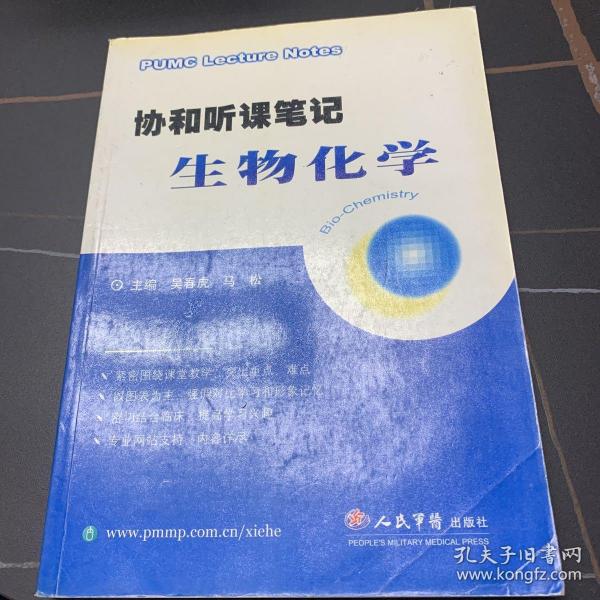 PUMC Lecture Notes
协和听课笔记
生物化学
Bio-Chemistry
主编 吴春虎 马 松
紧密围绕课堂教学，突出重点、难点
以图表为主，强调对比学习和形象记忆
密切结合临床，提高学习兴趣
专业网站支持，内容详尽
www.pmmp.com.cn/xiehe
人民军医 出版社
PEOPLE'S MILITARY MEDICAL PRESS
孔夫子旧书网
www.kongfz.com